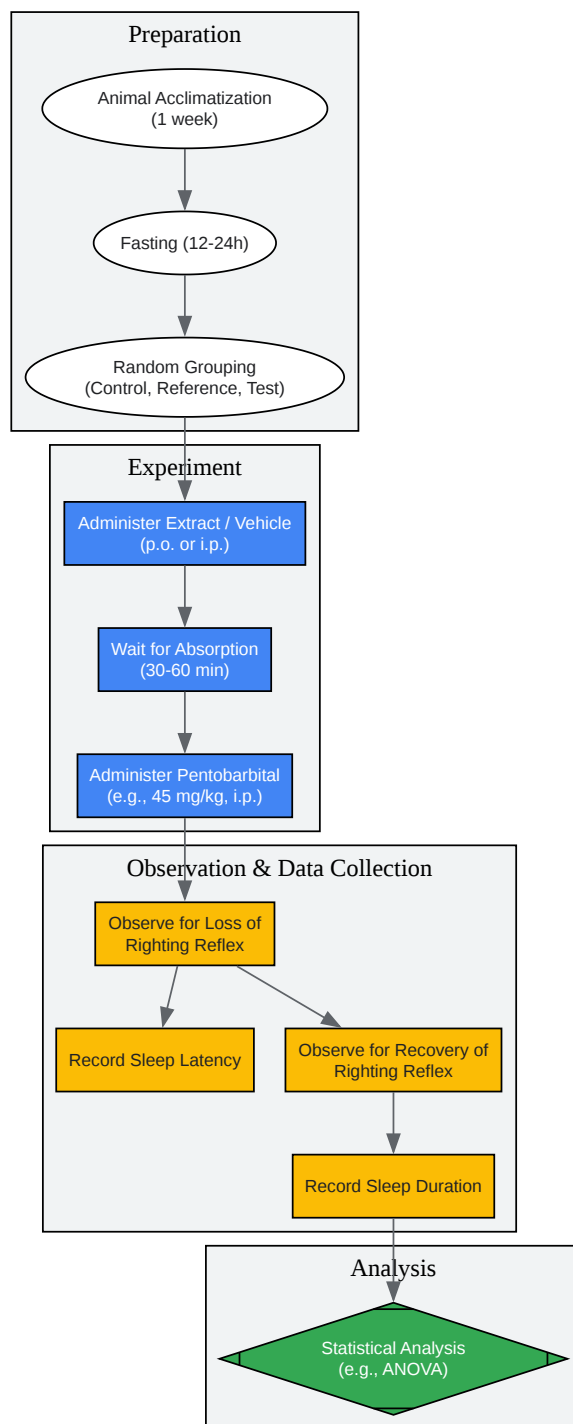 Preparation
Animal Acclimatization
(1 week)
Fasting (12-24h)
Random Grouping
(Control, Reference, Test)
Experiment
Administer Extract / Vehicle
(p.o. or i.p.)
Wait for Absorption
(30-60 min)
Administer Pentobarbital
(e.g., 45 mg/kg, i.p.)
Observation & Data Collection
Observe for Loss of
Righting Reflex
Record Sleep Latency
Observe for Recovery of
Righting Reflex
Record Sleep Duration
Analysis
Statistical Analysis
(e.g., ANOVA)